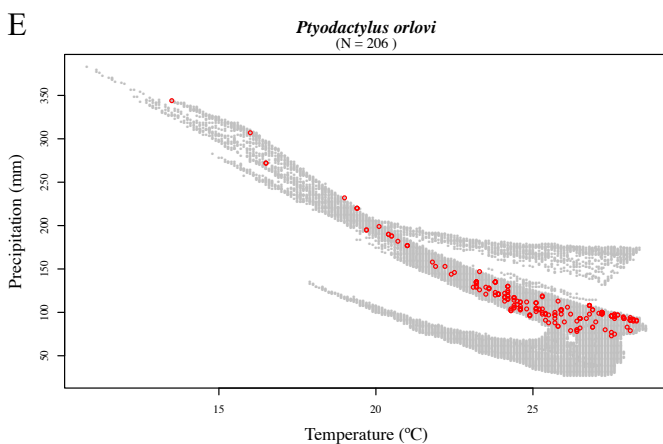 E
Ptyodactylus orlovi
(N = 206 )
Precipitation (mm)
350
300
250
200
150
100
50
15
20
25
Temperature (ºC)